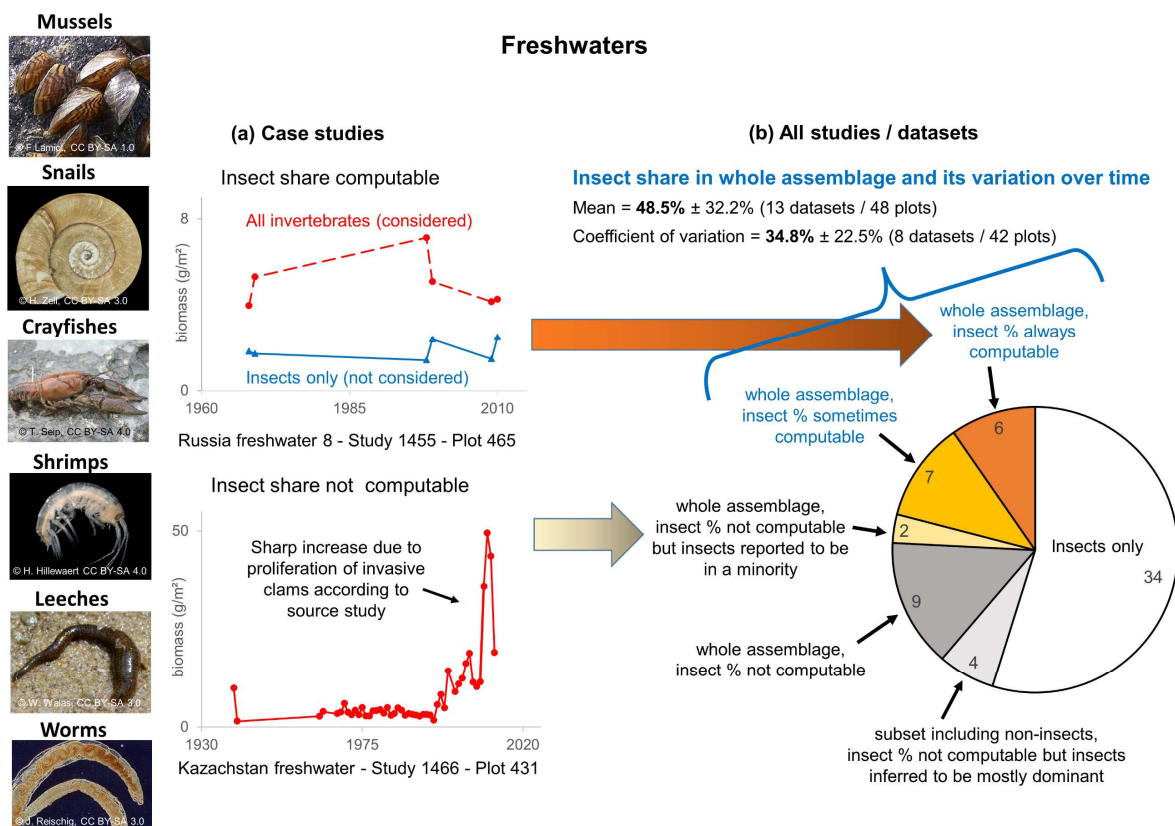 Freshwaters
Mussels
© F Lamiot, CC BY-SA 1.0
Snails
© H. Zell, CC BY-SA 3.0
Crayfishes
© T. Seip, CC BY-SA 4.0
Shrimps
© H. Hillewaert CC BY-SA 4.0
Leeches
© W. Walas, CC BY-SA 3.0
Worms
© J. Reischig, CC BY-SA 3.0
(a) Case studies
Insect share computable
8
All invertebrates (considered)
biomass (g/m²)
Insects only (not considered)
0
1960
1985
2010
Russia freshwater 8 - Study 1455 - Plot 465
Insect share not computable
50
Sharp increase due to
proliferation of invasive
clams according to
source study
biomass (g/m²)
0
1930
1975
2020
Kazachstan freshwater - Study 1466 - Plot 431
(b) All studies / datasets
Insect share in whole assemblage and its variation over time
Mean = 48.5% ± 32.2% (13 datasets / 48 plots)
Coefficient of variation = 34.8% ± 22.5% (8 datasets / 42 plots)
whole assemblage,
insect % always
computable
whole assemblage,
insect % sometimes
computable
whole assemblage,
insect % not computable
but insects reported to be
in a minority
whole assemblage,
insect % not computable
subset including non-insects,
insect % not computable but insects
inferred to be mostly dominant
6
7
2
9
4
Insects only
34